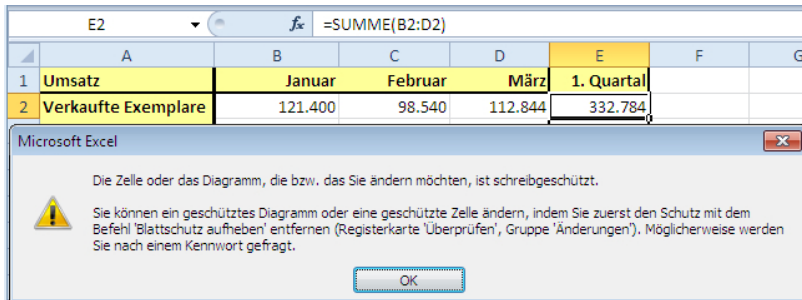 E2 fx =SUMME(B2:D2)
A B C D E F G
1 Umsatz Januar Februar März 1. Quartal
2 Verkaufte Exemplare 121.400 98.540 112.844 332.784
Microsoft Excel
Die Zelle oder das Diagramm, die bzw. das Sie ändern möchten, ist schreibgeschützt.
Sie können ein geschütztes Diagramm oder eine geschützte Zelle ändern, indem Sie zuerst den Schutz mit dem
Befehl 'Blattschutz aufheben' entfernen (Registerkarte 'Überprüfen', Gruppe 'Änderungen'). Möglicherweise werden
Sie nach einem Kennwort gefragt.
OK